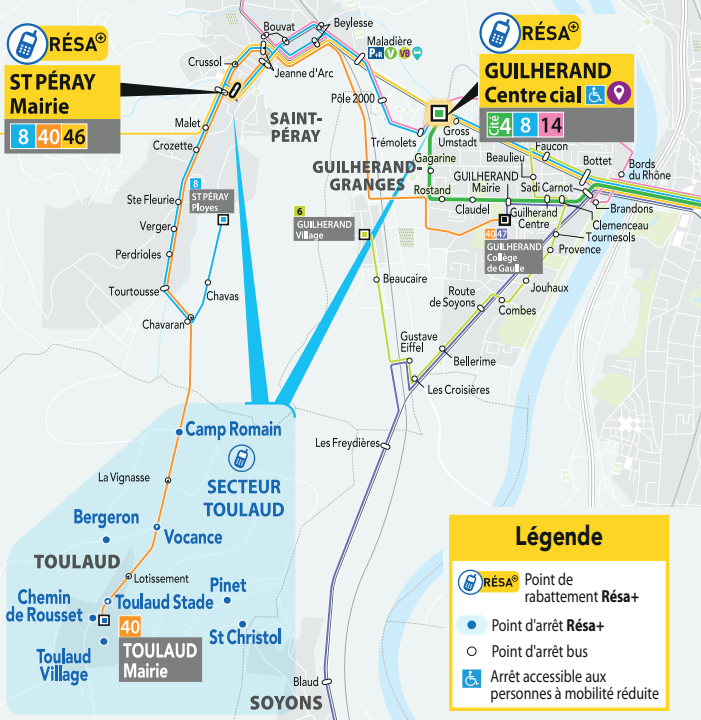 RÉSA+
ST PÉRAY
Mairie
8 40 46
Bouvat
Beylesse
Crussol
Jeanne d'Arc
Maladière
P+R V VB
RÉSA+
GUILHERAND
Centre cial
Cité 4 8 14
Malet
Crozette
SAINT-
PÉRAY
Pôle 2000
Trémolets
Gross
Umstadt
GUILHERAND-
GRANGES
Gagarine
Beaulieu
Faucon
Bottet
Bords
du Rhône
Rostand
GUILHERAND
Mairie
Sadi Carnot
Claudel
Guilherand
Centre
Brandons
Clemenceau
Tournesols
Provence
40 47
GUILHERAND
Collège
de Gaulle
Ste Fleurie
8
ST PÉRAY
Ployes
6
GUILHERAND
Village
Verger
Perdrioles
Tourtousse
Chavas
Chavaran
Beaucaire
Route
de Soyons
Jouhaux
Combes
Gustave
Eiffel
Bellerime
Les Croisières
Les Freydières
Camp Romain
SECTEUR
TOULAUD
La Vignasse
Bergeron
Vocance
TOULAUD
Lotissement
Chemin
de Rousset
Toulaud Stade
Pinet
St Christol
40
TOULAUD
Mairie
Toulaud
Village
Blaud
SOYONS
Légende
RÉSA+
Point de
rabattement Résa+
Point d'arrêt Résa+
Point d'arrêt bus
Arrêt accessible aux
personnes à mobilité réduite